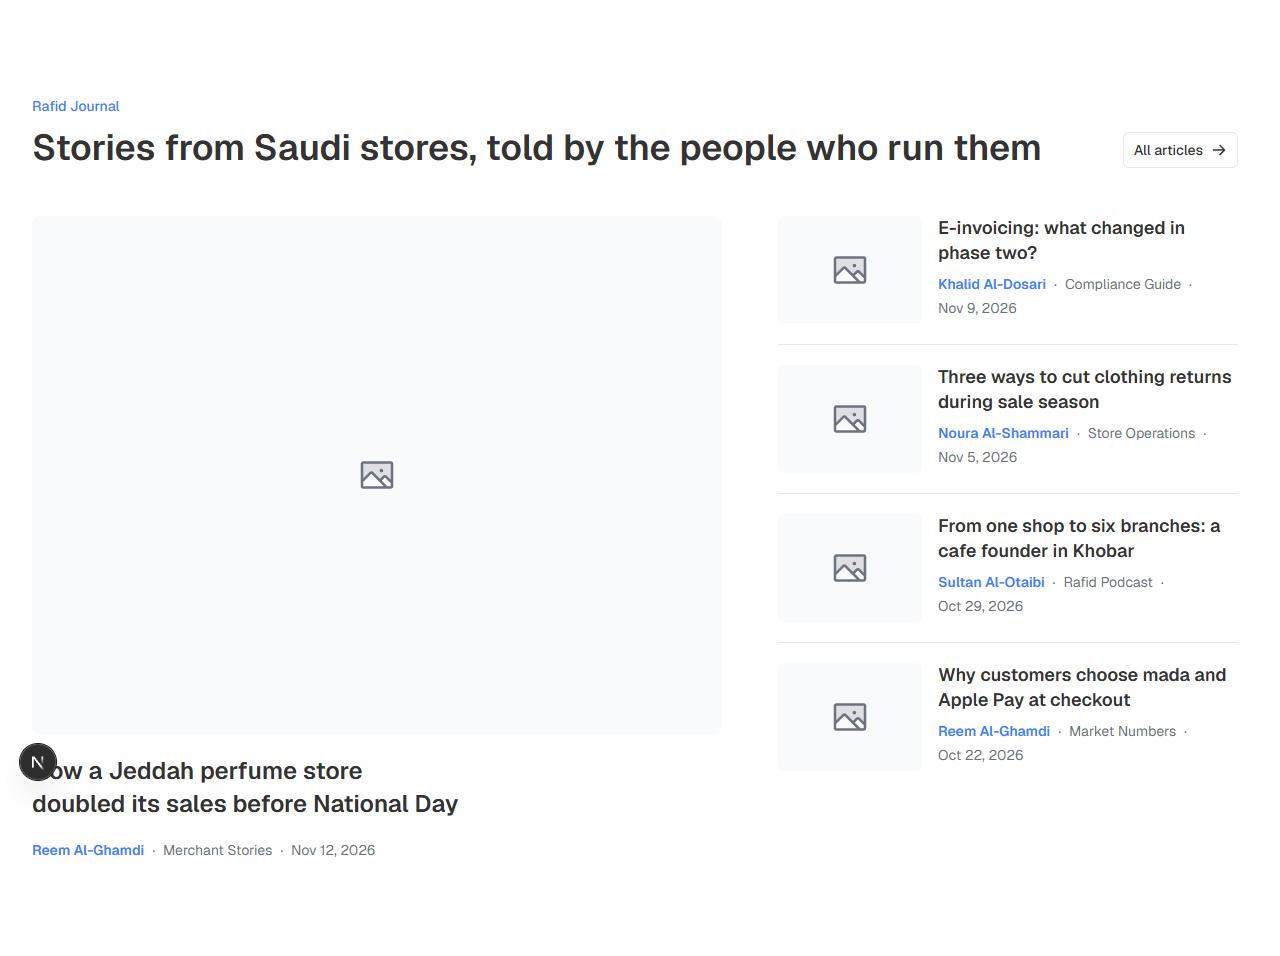 Rafid Journal
Stories from Saudi stores, told by the people who run them
All articles
E-invoicing: what changed in
phase two?
Khalid Al-Dosari · Compliance Guide ·
Nov 9, 2026
Three ways to cut clothing returns
during sale season
Noura Al-Shammari · Store Operations ·
Nov 5, 2026
From one shop to six branches: a
cafe founder in Khobar
Sultan Al-Otaibi · Rafid Podcast ·
Oct 29, 2026
Why customers choose mada and
Apple Pay at checkout
Reem Al-Ghamdi · Market Numbers ·
Oct 22, 2026
N
a Jeddah perfume store
doubled its sales before National Day
Reem Al-Ghamdi · Merchant Stories · Nov 12, 2026